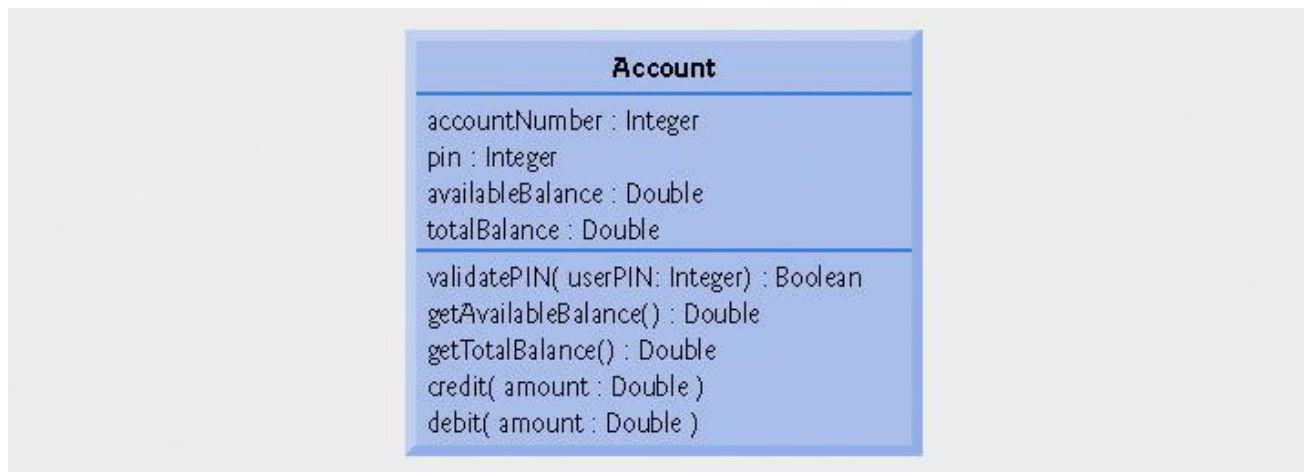 Account
accountNumber : Integer
pin : Integer
availableBalance : Double
totalBalance : Double
validatePIN( userPIN: Integer) : Boolean
getAvailableBalance() : Double
getTotalBalance() : Double
credit( amount : Double )
debit( amount : Double )